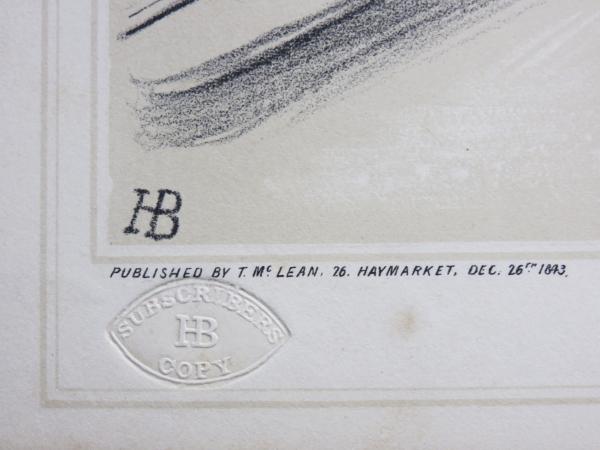 HB
PUBLISHED BY T. Mc LEAN. 26. HAYMARKET, DEC. 26TH 1843.
SUBSCRIBERS
HB
COPY